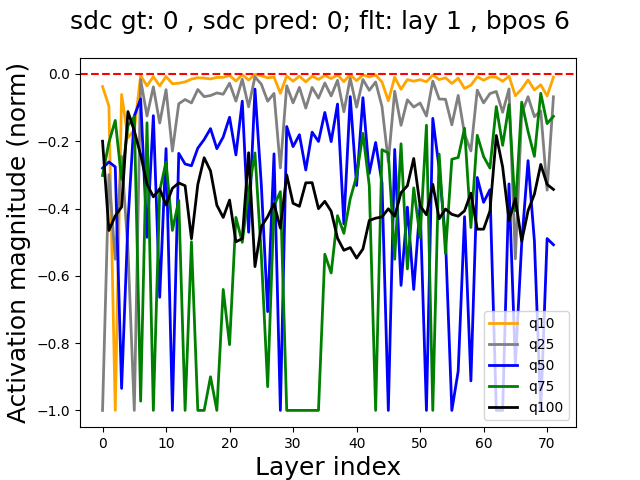 sdc gt: 0 , sdc pred: 0; flt: lay 1 , bpos 6
Activation magnitude (norm)
0.0
−0.2
−0.4
−0.6
−0.8
−1.0
q10
q25
q50
q75
q100
0 10 20 30 40 50 60 70
Layer index